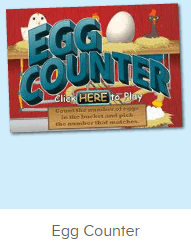 EGG
COUNTER
Click HERE to Play
Count the number of eggs
in the basket and pick
the number that matches.
Egg Counter